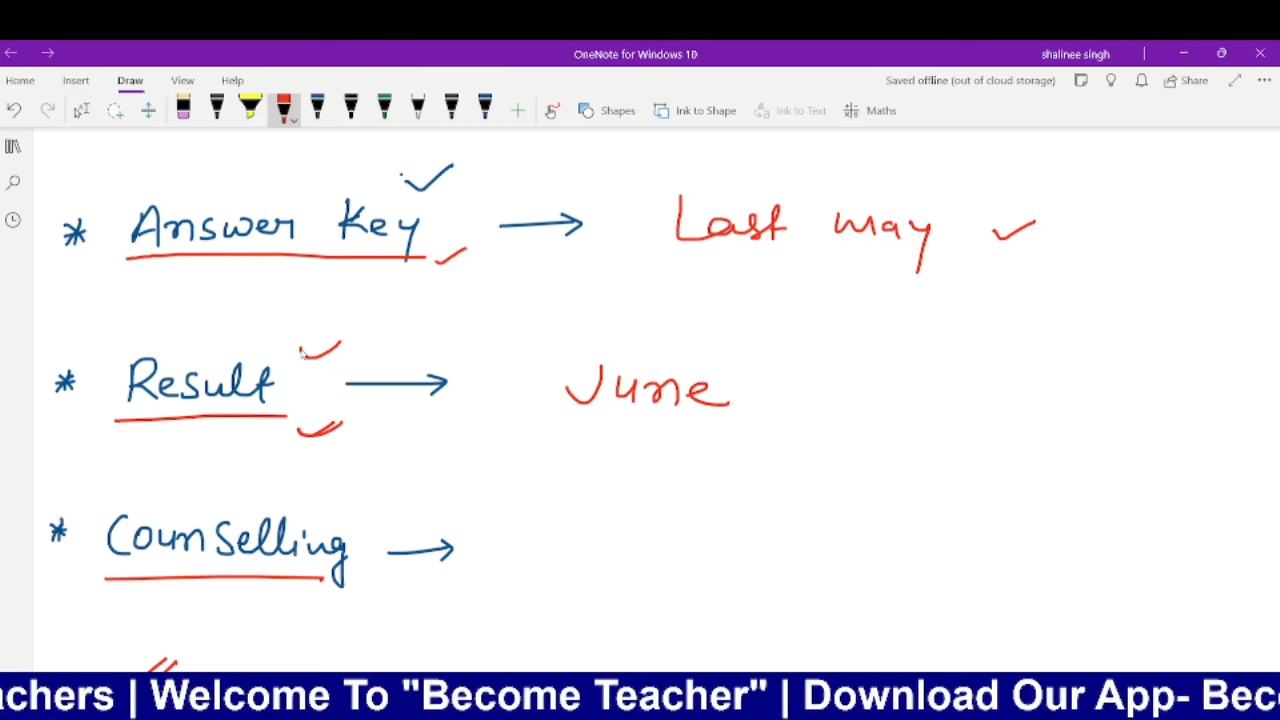 OneNote for Windows 10
shalinee singh
Home Insert Draw View Help
Saved offline (out of cloud storage)
Share
Shapes
Ink to Shape
Ink to Text
Maths
* Answer Key → Last may
* Result → June
* Counselling →
achers | Welcome To "Become Teacher" | Download Our App- Bec